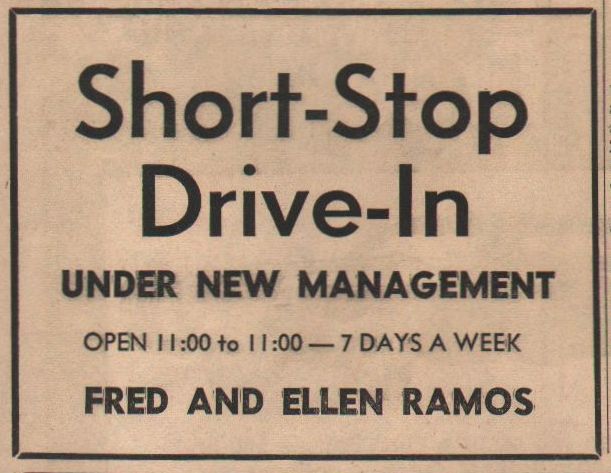 Short-Stop
Drive-In
UNDER NEW MANAGEMENT
OPEN 11:00 to 11:00 — 7 DAYS A WEEK
FRED AND ELLEN RAMOS